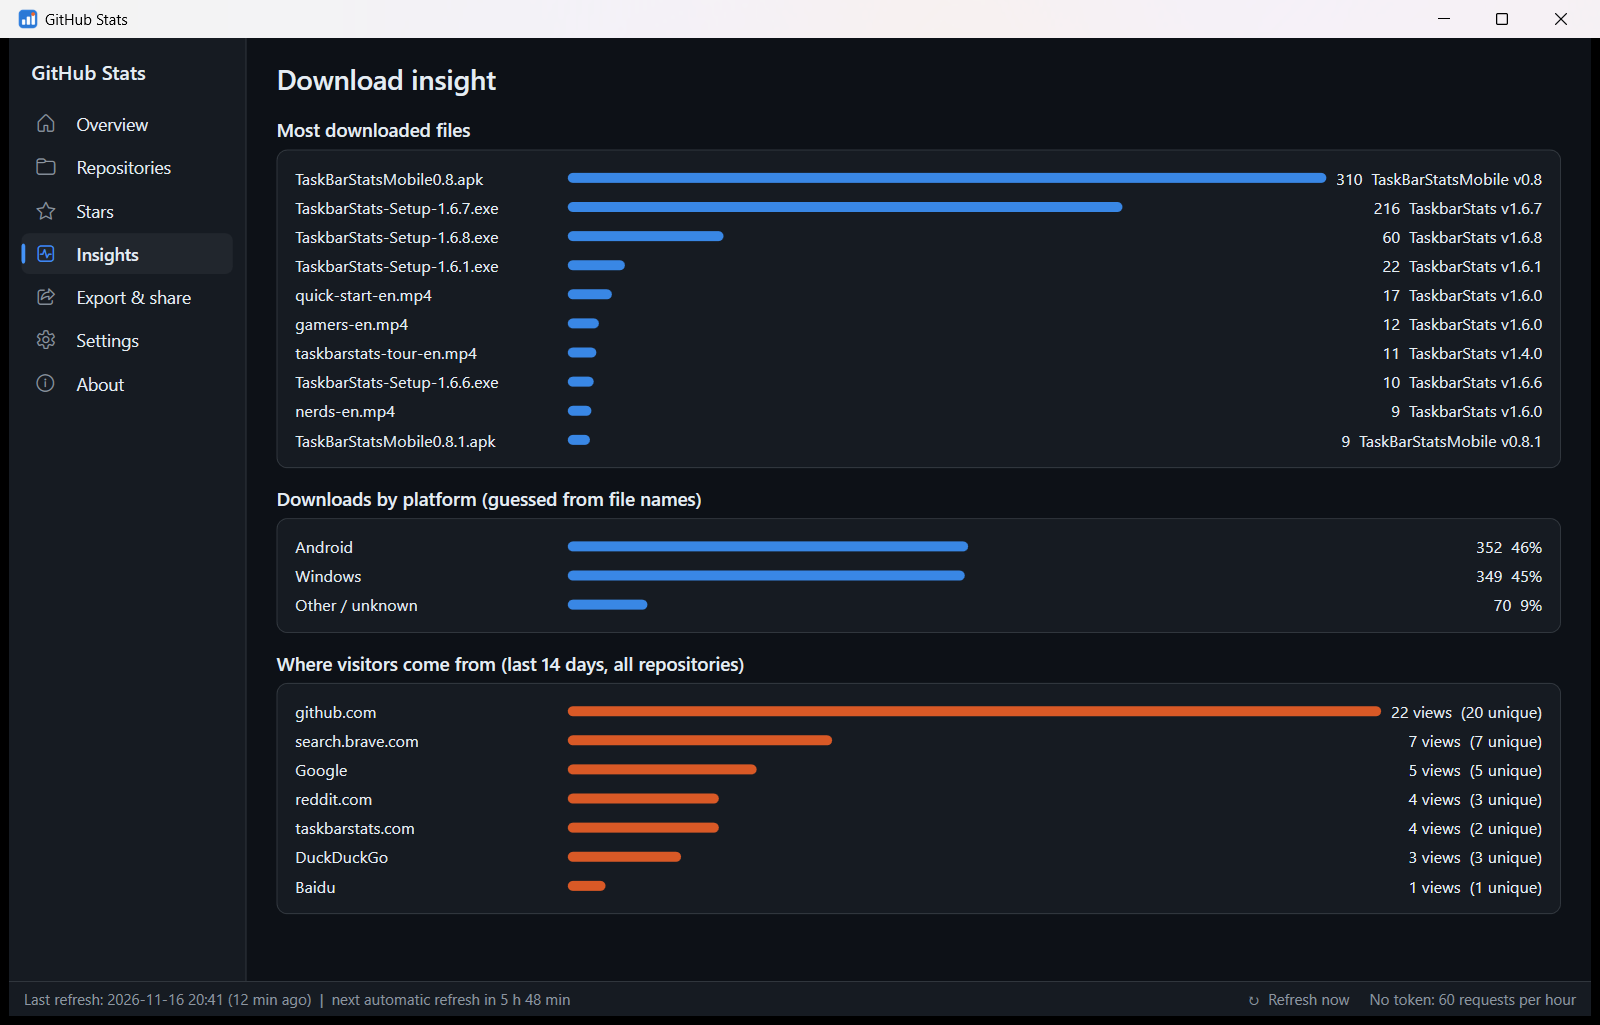 GitHub Stats
GitHub Stats
Overview
Repositories
Stars
Insights
Export & share
Settings
About
Download insight
Most downloaded files
TaskBarStatsMobile0.8.apk 310 TaskBarStatsMobile v0.8
TaskbarStats-Setup-1.6.7.exe 216 TaskbarStats v1.6.7
TaskbarStats-Setup-1.6.8.exe 60 TaskbarStats v1.6.8
TaskbarStats-Setup-1.6.1.exe 22 TaskbarStats v1.6.1
quick-start-en.mp4 17 TaskbarStats v1.6.0
gamers-en.mp4 12 TaskbarStats v1.6.0
taskbarstats-tour-en.mp4 11 TaskbarStats v1.4.0
TaskbarStats-Setup-1.6.6.exe 10 TaskbarStats v1.6.6
nerds-en.mp4 9 TaskbarStats v1.6.0
TaskBarStatsMobile0.8.1.apk 9 TaskBarStatsMobile v0.8.1
Downloads by platform (guessed from file names)
Android 352 46%
Windows 349 45%
Other / unknown 70 9%
Where visitors come from (last 14 days, all repositories)
github.com 22 views (20 unique)
search.brave.com 7 views (7 unique)
Google 5 views (5 unique)
reddit.com 4 views (3 unique)
taskbarstats.com 4 views (2 unique)
DuckDuckGo 3 views (3 unique)
Baidu 1 views (1 unique)
Last refresh: 2026-11-16 20:41 (12 min ago) | next automatic refresh in 5 h 48 min
↻ Refresh now No token: 60 requests per hour